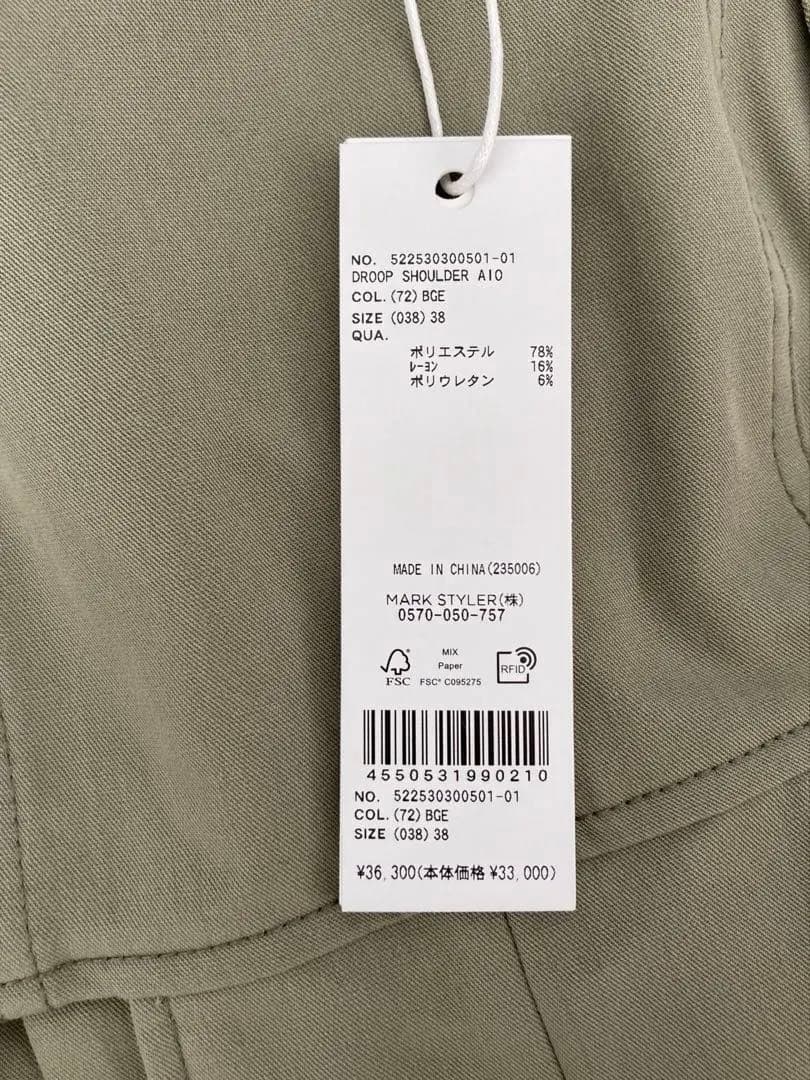 NO. 522530300501-01
DROOP SHOULDER AIO
COL.(72)BGE
SIZE (038)38
QUA.
ポリエステル 78%
ﾚｰﾖﾝ 16%
ポリウレタン 6%
MADE IN CHINA(235006)
MARK STYLER(株)
0570-050-757
MIX
Paper
FSC FSC® C095275
RFID
4550531990210
NO. 522530300501-01
COL.(72)BGE
SIZE (038)38
¥36,300(本体価格 ¥33,000)